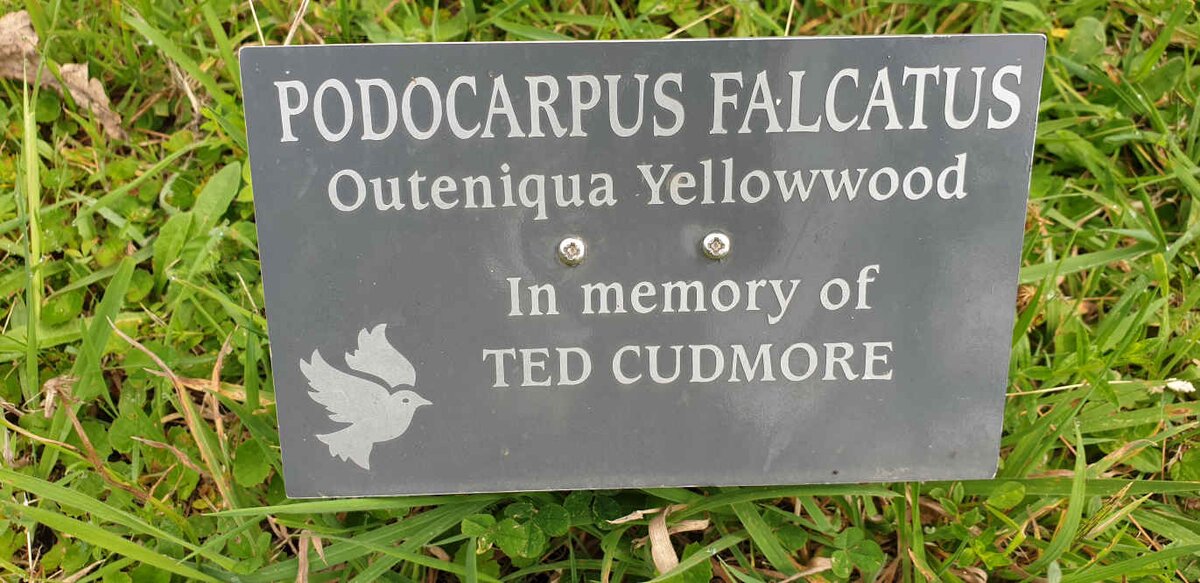 PODOCARPUS FALCATUS
Outeniqua Yellowwood
In memory of
TED CUDMORE